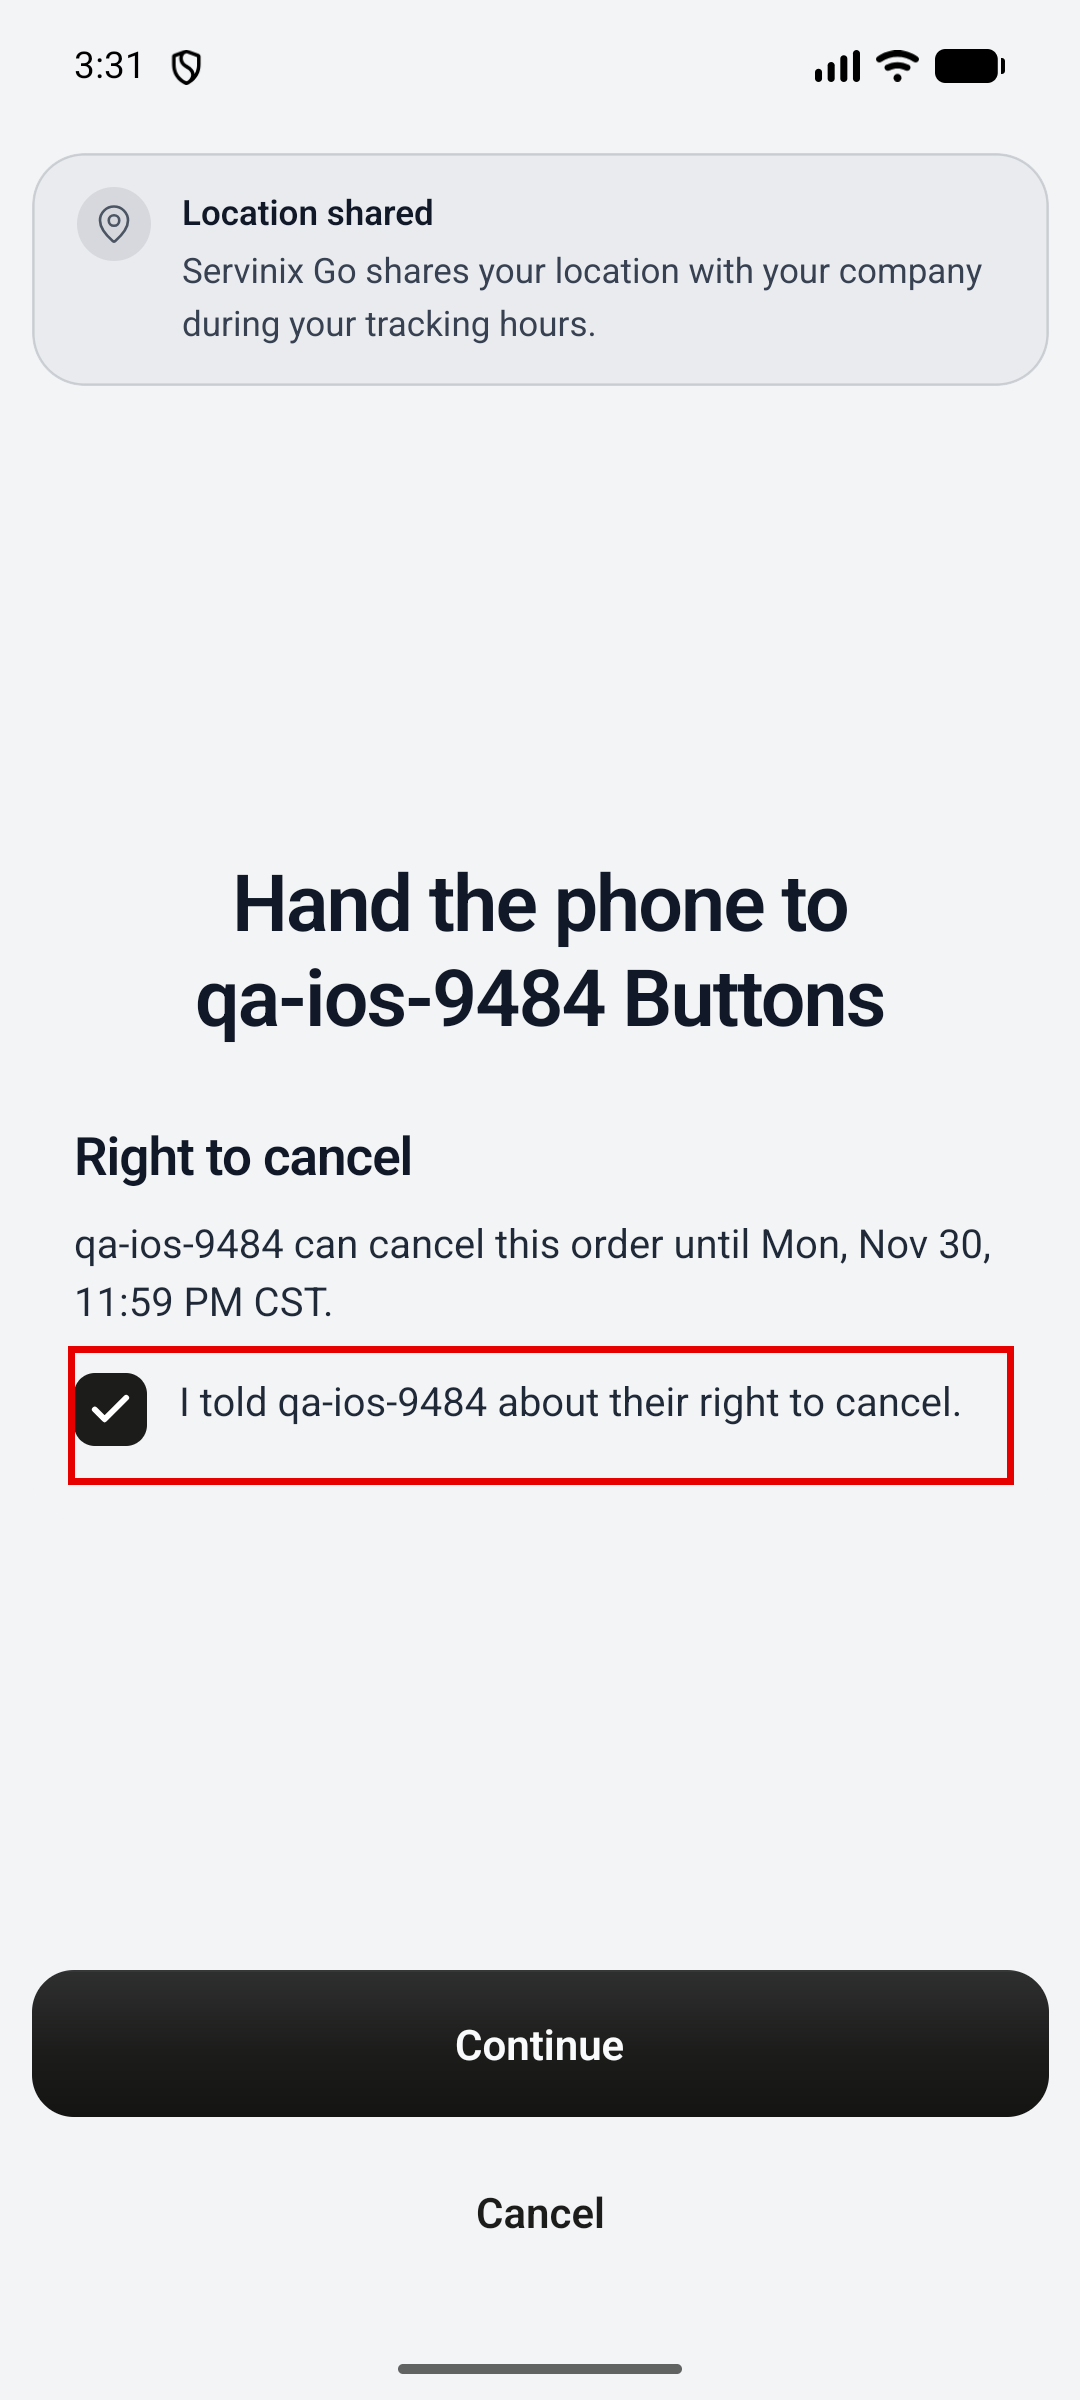 3:31
Location shared
Servinix Go shares your location with your company
during your tracking hours.
Hand the phone to
qa-ios-9484 Buttons
Right to cancel
qa-ios-9484 can cancel this order until Mon, Nov 30,
11:59 PM CST.
I told qa-ios-9484 about their right to cancel.
Continue
Cancel